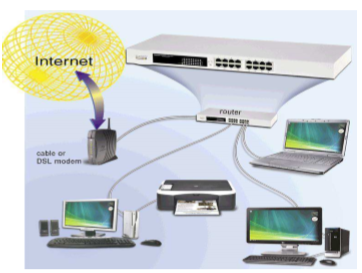 Internet
router
cable or
DSL modem